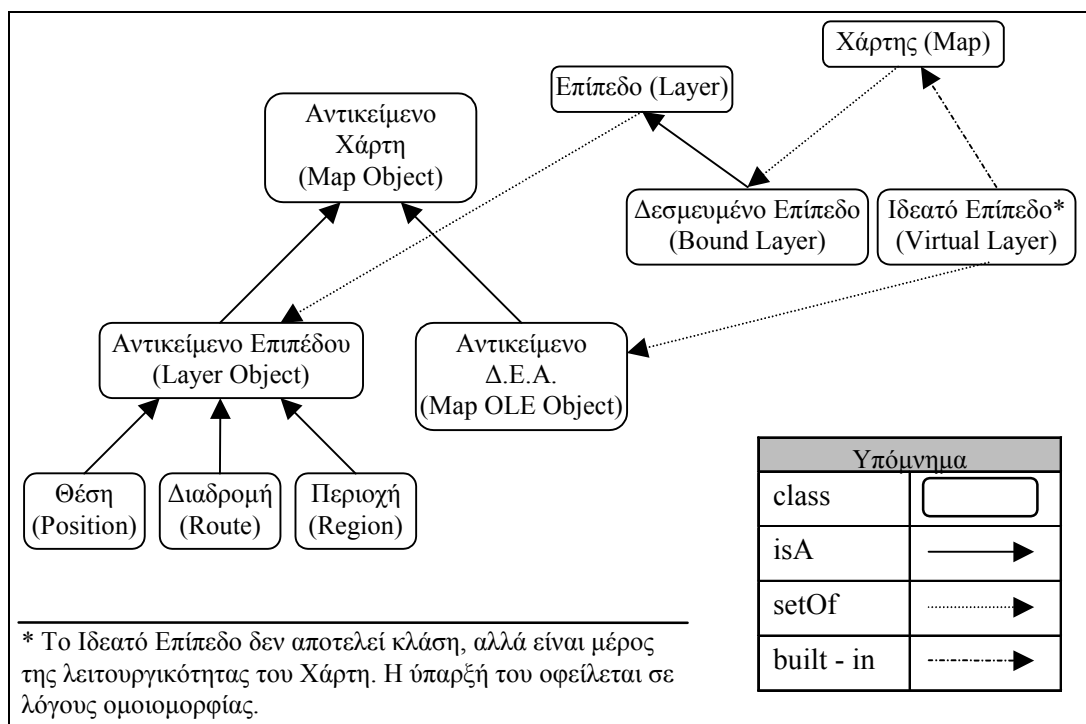 Χάρτης (Map)
Επίπεδο (Layer)
Αντικείμενο
Χάρτη
(Map Object)
Δεσμευμένο Επίπεδο
(Bound Layer)
Ιδεατό Επίπεδο*
(Virtual Layer)
Αντικείμενο Επιπέδου
(Layer Object)
Αντικείμενο
Δ.Ε.Α.
(Map OLE Object)
Θέση
(Position)
Διαδρομή
(Route)
Περιοχή
(Region)
Υπόμνημα
class
isA
setOf
built - in
* Το Ιδεατό Επίπεδο δεν αποτελεί κλάση, αλλά είναι μέρος
της λειτουργικότητας του Χάρτη. Η ύπαρξή του οφείλεται σε
λόγους ομοιομορφίας.